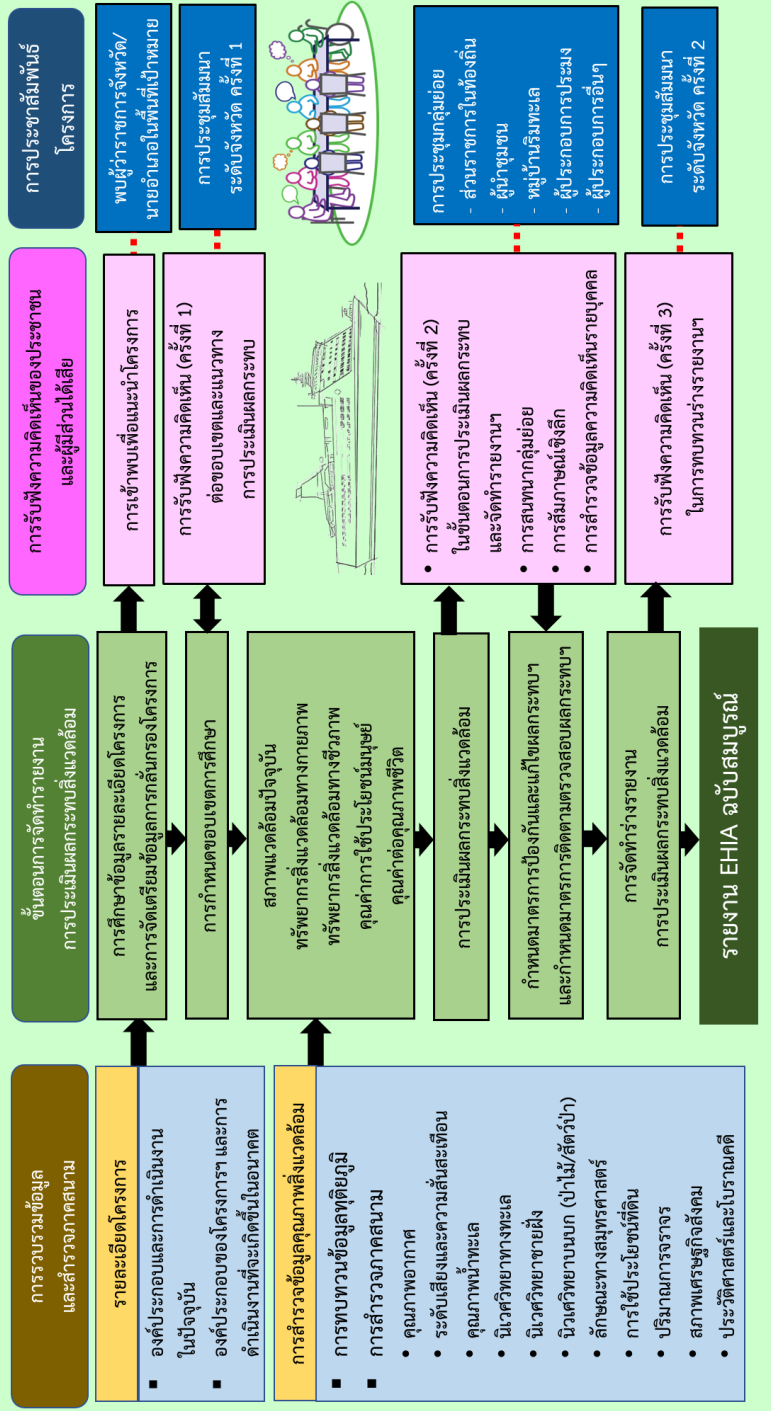 การรวบรวมข้อมูล
และสำรวจภาคสนาม
รายละเอียดโครงการ
▪ องค์ประกอบและการดำเนินงาน
ในปัจจุบัน
▪ องค์ประกอบของโครงการฯ และการ
ดำเนินงานที่จะเกิดขึ้นในอนาคต
การสำรวจข้อมูลคุณภาพสิ่งแวดล้อม
▪ การทบทวนข้อมูลทุติยภูมิ
▪ การสำรวจภาคสนาม
• คุณภาพอากาศ
• ระดับเสียงและความสั่นสะเทือน
• คุณภาพน้ำทะเล
• นิเวศวิทยาทางทะเล
• นิเวศวิทยาชายฝั่ง
• นิวเศวิทยาบนบก (ป่าไม้/สัตว์ป่า)
• ลักษณะทางสมุทรศาสตร์
• การใช้ประโยชน์ที่ดิน
• ปริมาณการจราจร
• สภาพเศรษฐกิจสังคม
• ประวัติศาสตร์และโบราณคดี
ขั้นตอนการจัดทำรายงาน
การประเมินผลกระทบสิ่งแวดล้อม
การศึกษาข้อมูลรายละเอียดโครงการ
และการจัดเตรียมข้อมูลการกลั่นกรองโครงการ
การกำหนดขอบเขตการศึกษา
สภาพแวดล้อมปัจจุบัน
ทรัพยากรสิ่งแวดล้อมทางกายภาพ
ทรัพยากรสิ่งแวดล้อมทางชีวภาพ
คุณค่าการใช้ประโยชน์มนุษย์
คุณค่าต่อคุณภาพชีวิต
การประเมินผลกระทบสิ่งแวดล้อม
กำหนดมาตรการป้องกันและแก้ไขผลกระทบฯ
และกำหนดมาตรการติดตามตรวจสอบผลกระทบฯ
การจัดทำร่างรายงาน
การประเมินผลกระทบสิ่งแวดล้อม
รายงาน EHIA ฉบับสมบูรณ์
การรับฟังความคิดเห็นของประชาชน
และผู้มีส่วนได้เสีย
การเข้าพบเพื่อแนะนำโครงการ
การรับฟังความคิดเห็น (ครั้งที่ 1)
ต่อขอบเขตและแนวทาง
การประเมินผลกระทบ
• การรับฟังความคิดเห็น (ครั้งที่ 2)
ในขั้นตอนการประเมินผลกระทบ
และจัดทำรายงานฯ
• การสนทนากลุ่มย่อย
• การสัมภาษณ์เชิงลึก
• การสำรวจข้อมูลความคิดเห็นรายบุคคล
การรับฟังความคิดเห็น (ครั้งที่ 3)
ในการทบทวนร่างรายงานฯ
การประชาสัมพันธ์
โครงการ
พบผู้ว่าราชการจังหวัด/
นายอำเภอในพื้นที่เป้าหมาย
การประชุมสัมมนา
ระดับจังหวัด ครั้งที่ 1
การประชุมกลุ่มย่อย
- ส่วนราชการในท้องถิ่น
- ผู้นำชุมชน
- หมู่บ้านริมทะเล
- ผู้ประกอบการประมง
- ผู้ประกอบการอื่นๆ
การประชุมสัมมนา
ระดับจังหวัด ครั้งที่ 2